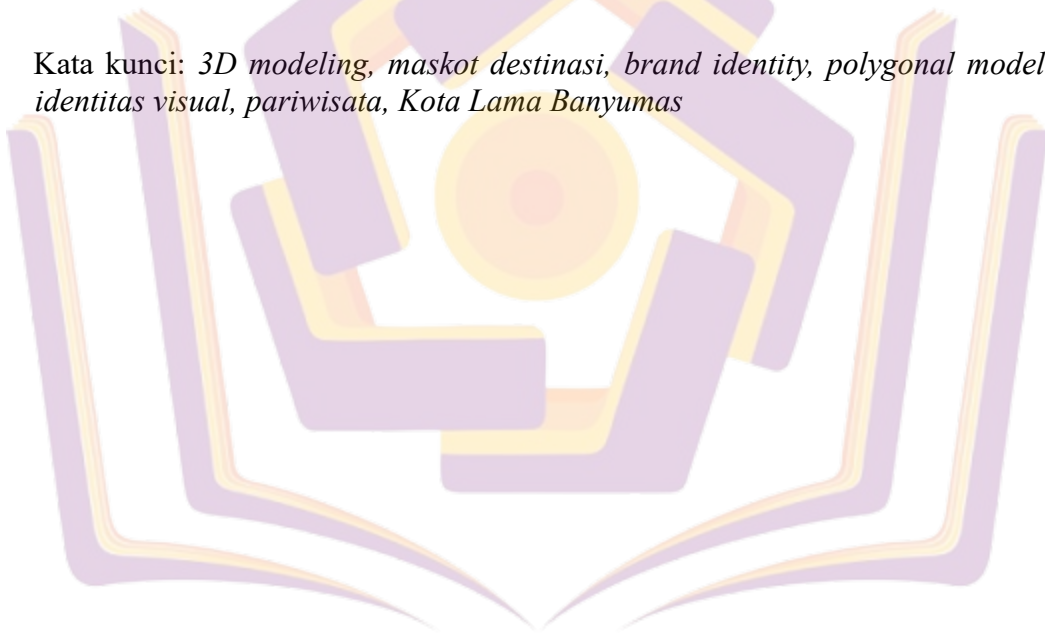 Kata kunci: 3D modeling, maskot destinasi, brand identity, polygonal model
identitas visual, pariwisata, Kota Lama Banyumas